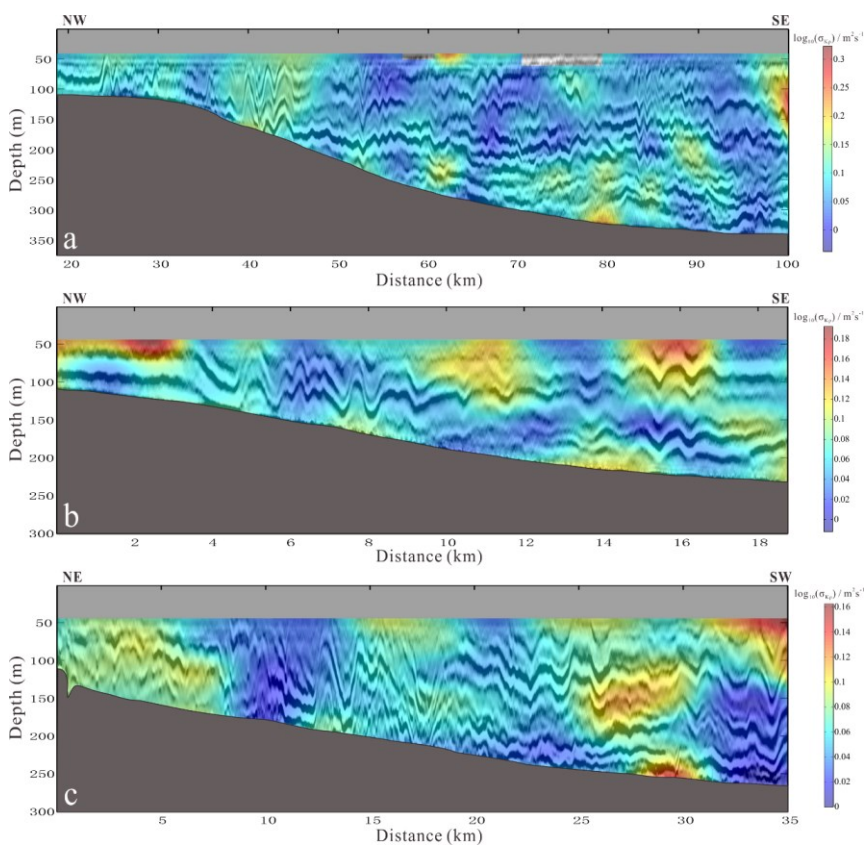 NW SE
log₁₀(σ_Kρ) / m²s⁻¹
50
100
150
200
250
300
350
Depth (m)
a
0.3
0.25
0.2
0.15
0.1
0.05
0
20 30 40 50 60 70 80 90 100
Distance (km)
NW SE
log₁₀(σ_Kρ) / m²s⁻¹
50
100
150
200
250
300
Depth (m)
b
0.18
0.16
0.14
0.12
0.10
0.08
0.06
0.04
0.02
0
2 4 6 8 10 12 14 16 18
Distance (km)
NE SW
log₁₀(σ_Kρ) / m²s⁻¹
50
100
150
200
250
300
Depth (m)
c
0.16
0.14
0.12
0.10
0.08
0.06
0.04
0.02
0
5 10 15 20 25 30 35
Distance (km)